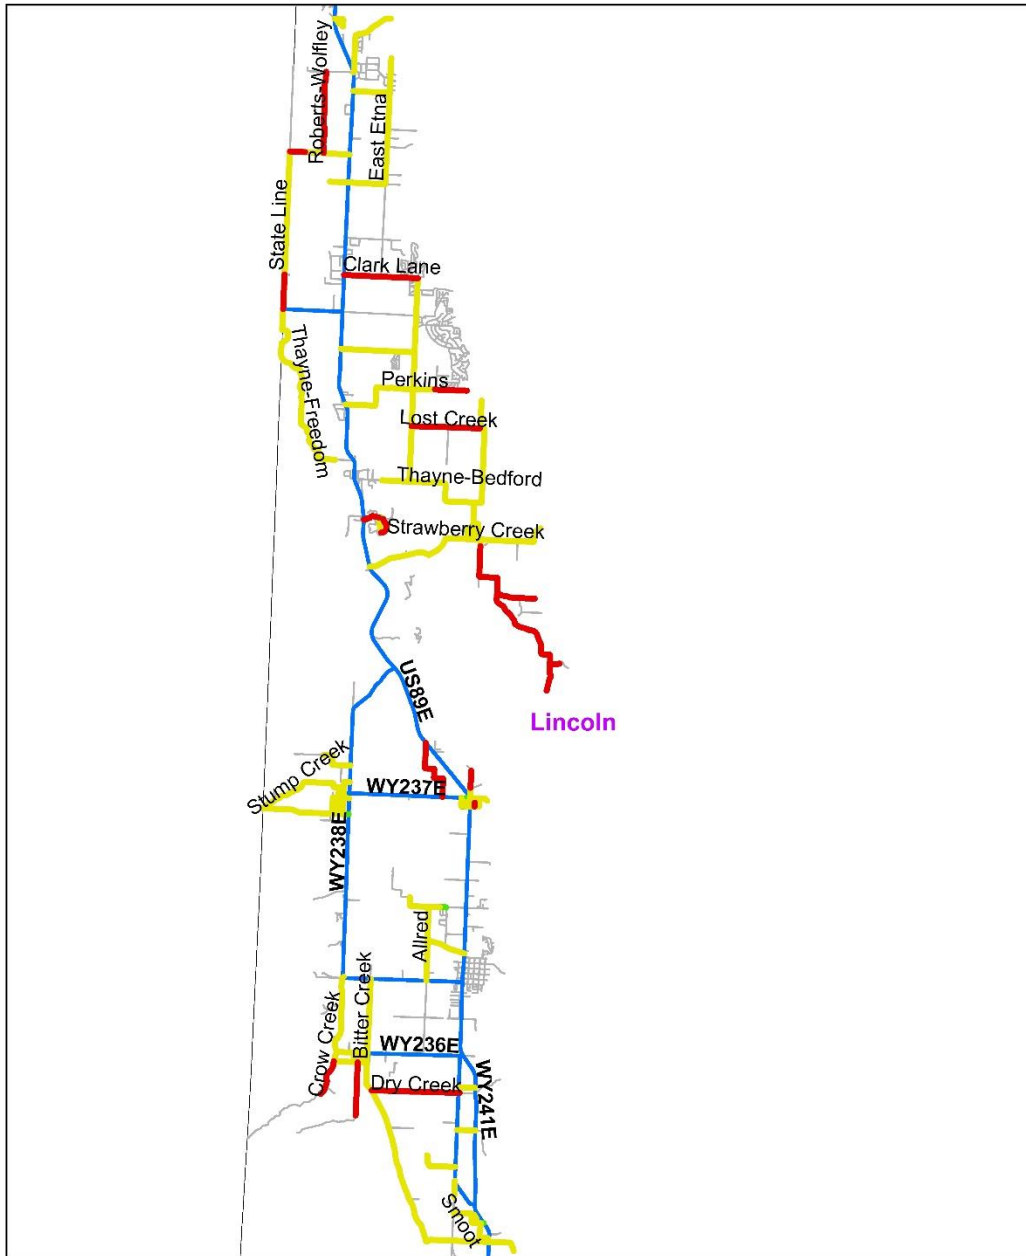 Roberts-Wolfley
East Etna
State Line
Clark Lane
Thayne-Freedom
Perkins
Lost Creek
Thayne-Bedford
Strawberry Creek
US89E
Lincoln
Stump Creek
WY237E
WY238E
Allred
Bitter Creek
Crow Creek
WY236E
Dry Creek
WY241E
Smoot